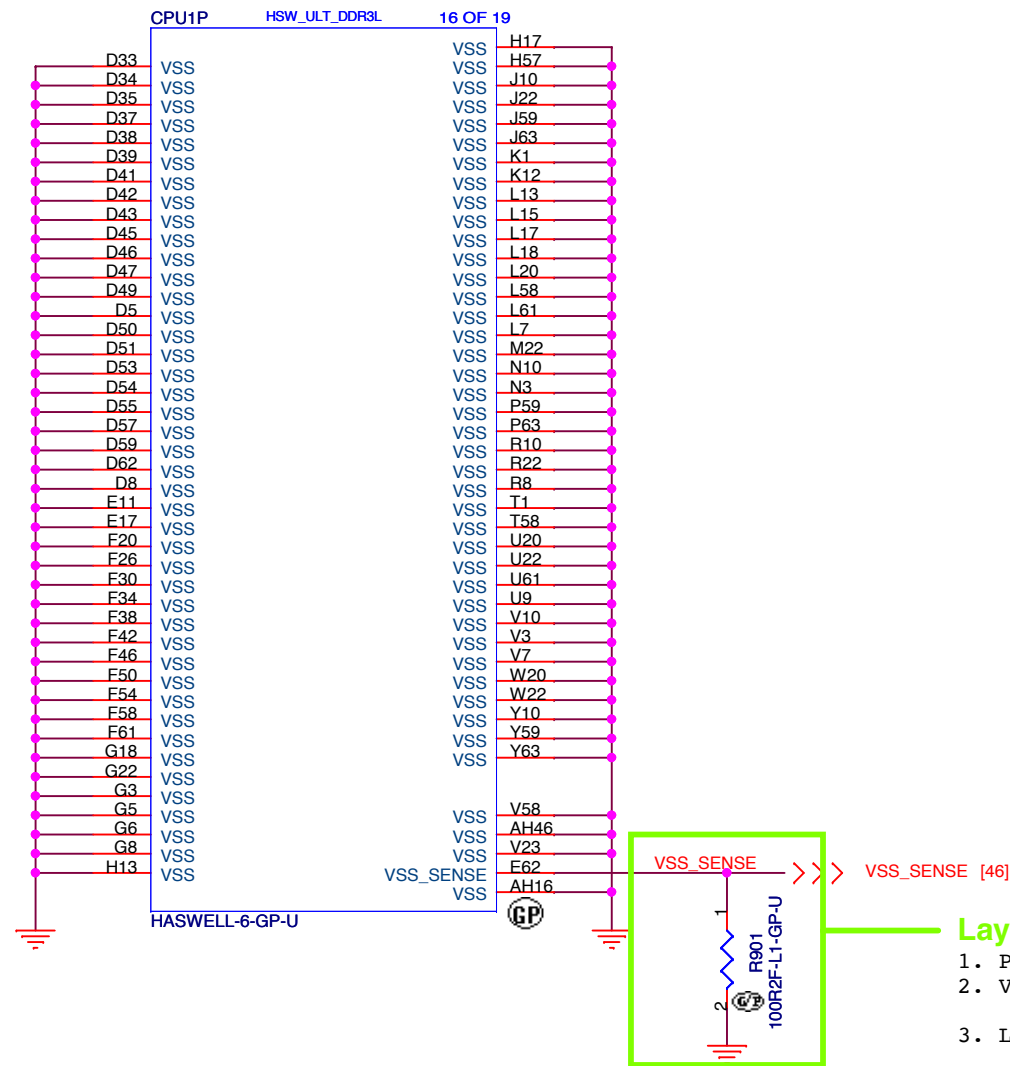 CPU1P HSW_ULT_DDR3L 16 OF 19
VSS H17
D33 VSS VSS H57
D34 VSS VSS J10
D35 VSS VSS J22
D37 VSS VSS J59
D38 VSS VSS J63
D39 VSS VSS K1
D41 VSS VSS K12
D42 VSS VSS L13
D43 VSS VSS L15
D45 VSS VSS L17
D46 VSS VSS L18
D47 VSS VSS L20
D49 VSS VSS L58
D5 VSS VSS L61
D50 VSS VSS L7
D51 VSS VSS M22
D53 VSS VSS N10
D54 VSS VSS N3
D55 VSS VSS P59
D57 VSS VSS P63
D59 VSS VSS R10
D62 VSS VSS R22
D8 VSS VSS R8
E11 VSS VSS T1
E17 VSS VSS T58
F20 VSS VSS U20
F26 VSS VSS U22
F30 VSS VSS U61
F34 VSS VSS U9
F38 VSS VSS V10
F42 VSS VSS V3
F46 VSS VSS V7
F50 VSS VSS W20
F54 VSS VSS W22
F58 VSS VSS Y10
F61 VSS VSS Y59
G18 VSS VSS Y63
G22 VSS
G3 VSS
G5 VSS VSS V58
G6 VSS VSS AH46
G8 VSS VSS V23
H13 VSS VSS_SENSE E62 VSS_SENSE VSS_SENSE [46]
VSS AH16
HASWELL-6-GP-U GP
1 R901 2
100R2F-L1-GP-U
G/P
Lay
1. P
2. V
3. L